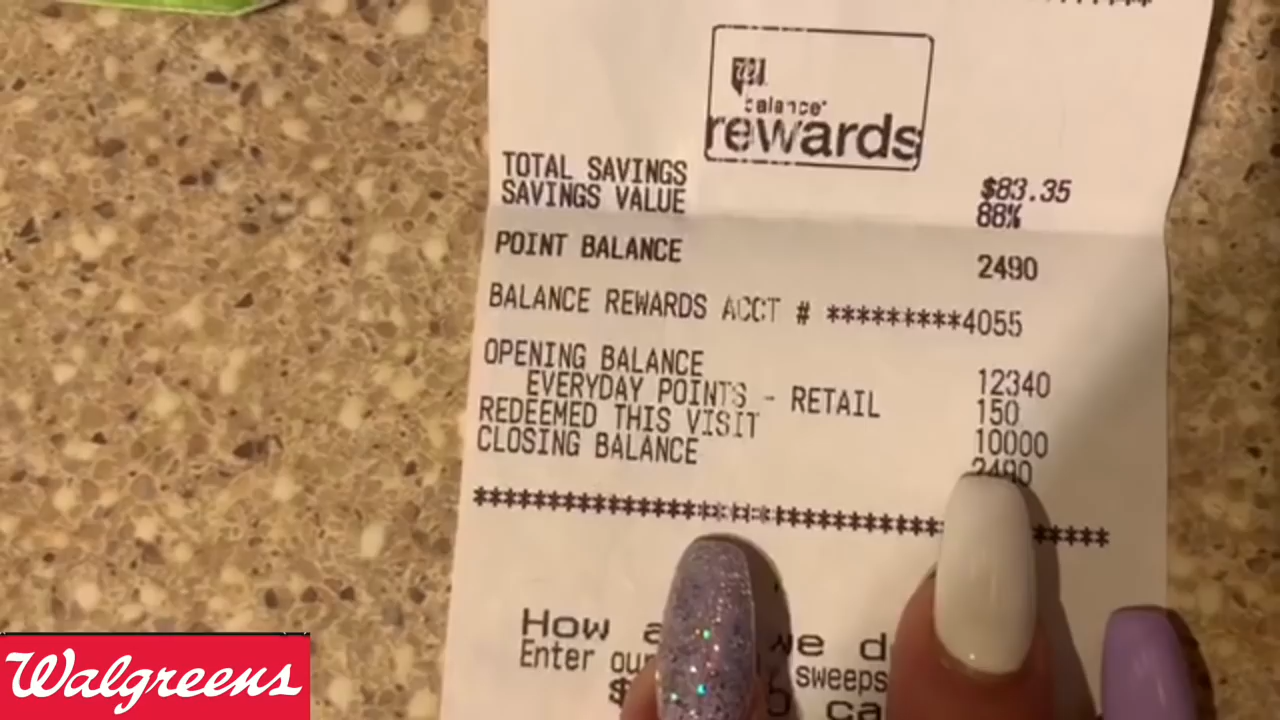 balance®
rewards
TOTAL SAVINGS $83.35
SAVINGS VALUE 88%
POINT BALANCE 2490
BALANCE REWARDS ACCT # *********4055
OPENING BALANCE 12340
EVERYDAY POINTS - RETAIL 150
REDEEMED THIS VISIT 10000
CLOSING BALANCE 2490
How we
Enter our sweeps
Walgreens